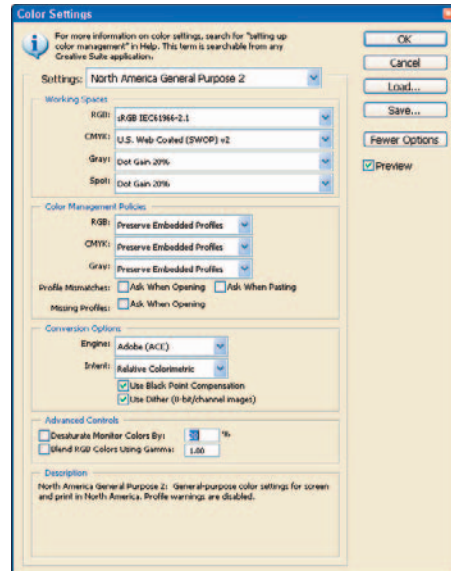 Color Settings
For more information on color settings, search for "setting up
color management" in Help. This term is searchable from any
Creative Suite application.
Settings: North America General Purpose 2
Working Spaces
RGB: sRGB IEC61966-2.1
CMYK: U.S. Web Coated (SWOP) v2
Gray: Dot Gain 20%
Spot: Dot Gain 20%
Color Management Policies
RGB: Preserve Embedded Profiles
CMYK: Preserve Embedded Profiles
Gray: Preserve Embedded Profiles
Profile Mismatches: Ask When Opening Ask When Pasting
Missing Profiles: Ask When Opening
Conversion Options
Engine: Adobe (ACE)
Intent: Relative Colorimetric
Use Black Point Compensation
Use Dither (8-bit/channel images)
Advanced Controls
Desaturate Monitor Colors By: 20 %
Blend RGB Colors Using Gamma: 1.00
Description
North America General Purpose 2: General-purpose color settings for screen
and print in North America. Profile warnings are disabled.
OK
Cancel
Load...
Save...
Fewer Options
Preview